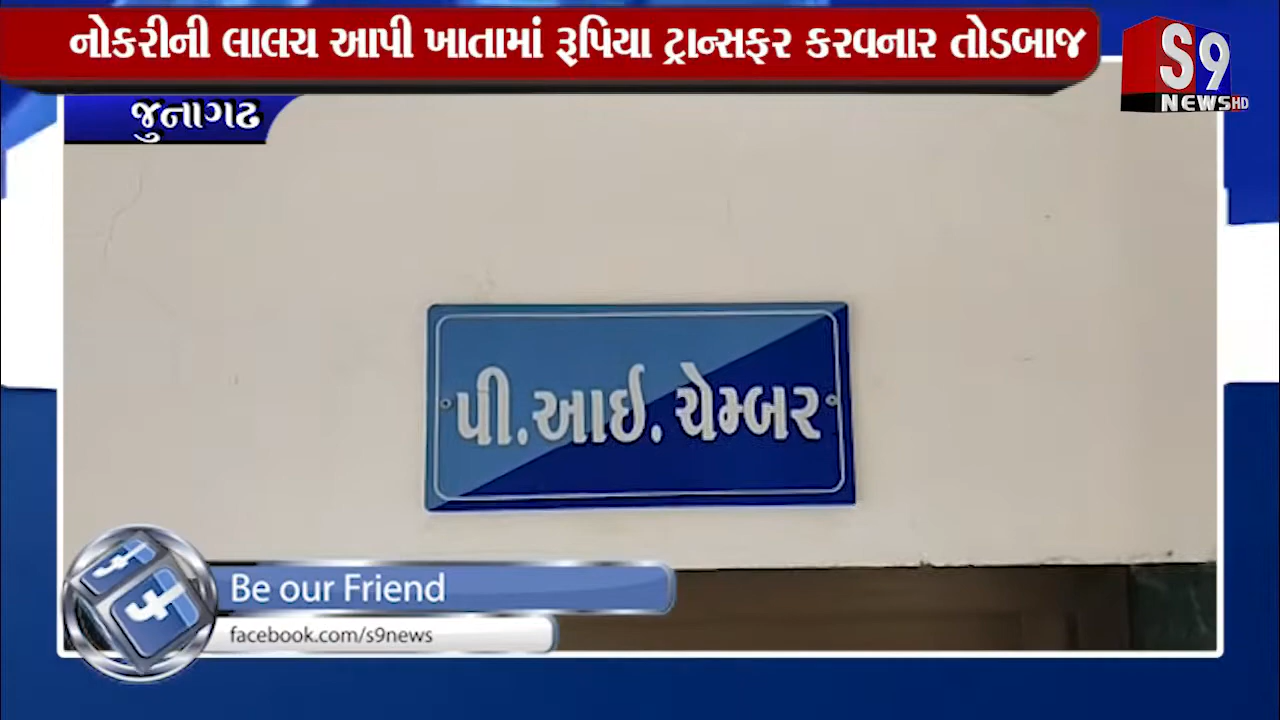 નોકરીની લાલચ આપી ખાતામાં રૂપિયા ટ્રાન્સફર કરવનાર તોડબાજ
S9
NEWS HD
જુનાગઢ
પી.આઈ. ચેમ્બર
Be our Friend
facebook.com/s9news